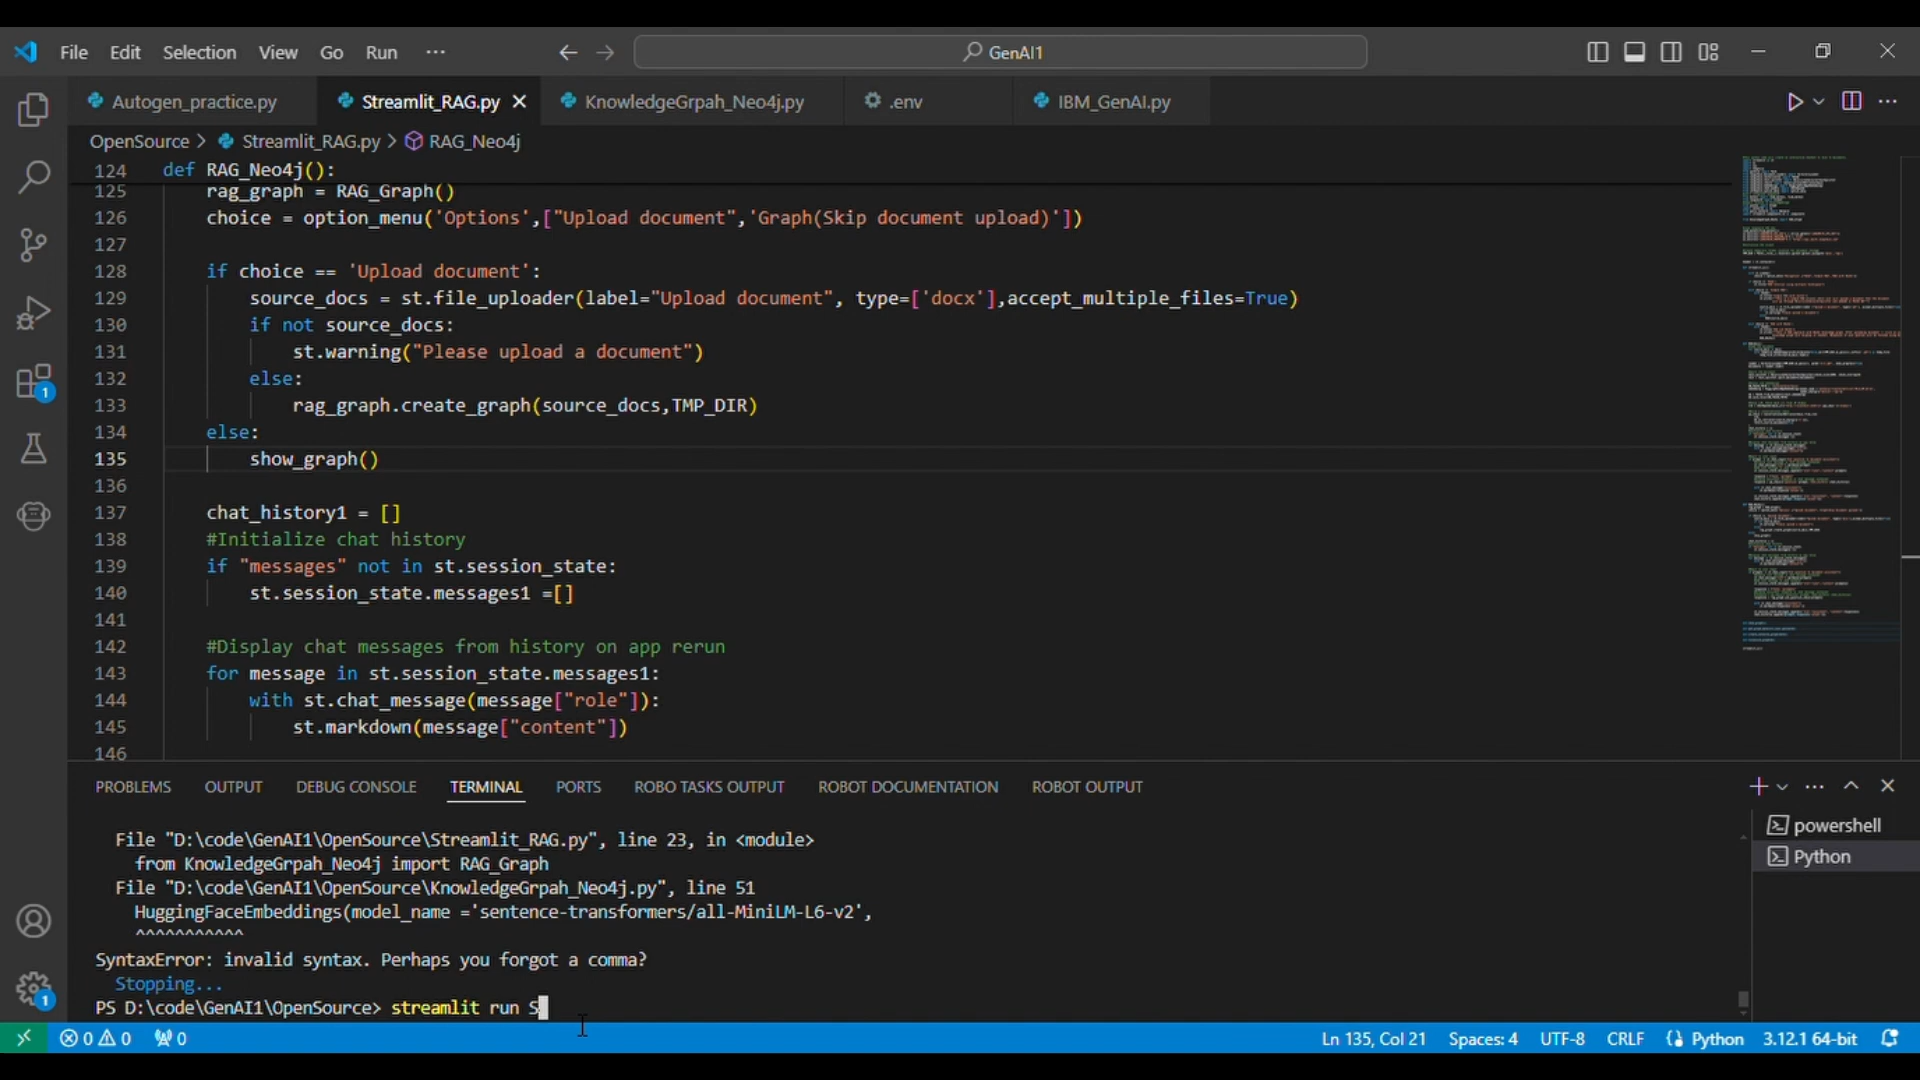 File Edit Selection View Go Run ···
GenAI1
Autogen_practice.py Streamlit_RAG.py KnowledgeGrpah_Neo4j.py .env IBM_GenAI.py
OpenSource > Streamlit_RAG.py > RAG_Neo4j
124 def RAG_Neo4j():
125 rag_graph = RAG_Graph()
126 choice = option_menu('Options',["Upload document",'Graph(Skip document upload)'])
127
128 if choice == 'Upload document':
129 source_docs = st.file_uploader(label="Upload document", type=['docx'],accept_multiple_files=True)
130 if not source_docs:
131 st.warning("Please upload a document")
132 else:
133 rag_graph.create_graph(source_docs,TMP_DIR)
134 else:
135 show_graph()
136
137 chat_history1 = []
138 #Initialize chat history
139 if "messages" not in st.session_state:
140 st.session_state.messages1 =[]
141
142 #Display chat messages from history on app rerun
143 for message in st.session_state.messages1:
144 with st.chat_message(message["role"]):
145 st.markdown(message["content"])
146
PROBLEMS OUTPUT DEBUG CONSOLE TERMINAL PORTS ROBO TASKS OUTPUT ROBOT DOCUMENTATION ROBOT OUTPUT
File "D:\code\GenAI1\OpenSource\Streamlit_RAG.py", line 23, in <module>
from KnowledgeGrpah_Neo4j import RAG_Graph
File "D:\code\GenAI1\OpenSource\KnowledgeGrpah_Neo4j.py", line 51
HuggingFaceEmbeddings(model_name ='sentence-transformers/all-MiniLM-L6-v2',
^^^^^^^^^^^
SyntaxError: invalid syntax. Perhaps you forgot a comma?
Stopping...
PS D:\code\GenAI1\OpenSource> streamlit run S
powershell
Python
1
1
0 0 0 Ln 135, Col 21 Spaces: 4 UTF-8 CRLF Python 3.12.1 64-bit